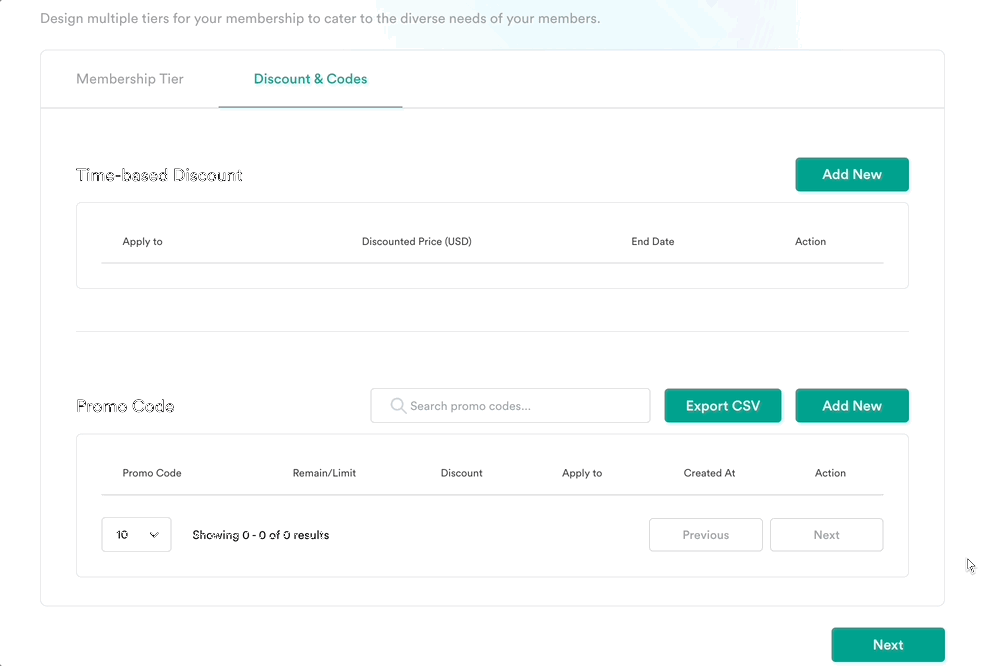 Design multiple tiers for your membership to cater to the diverse needs of your members.
Membership Tier Discount & Codes
Time-based Discount Add New
Apply to Discounted Price (USD) End Date Action
Promo Code Search promo codes... Export CSV Add New
Promo Code Remain/Limit Discount Apply to Created At Action
10 Showing 0 - 0 of 0 results Previous Next
Next